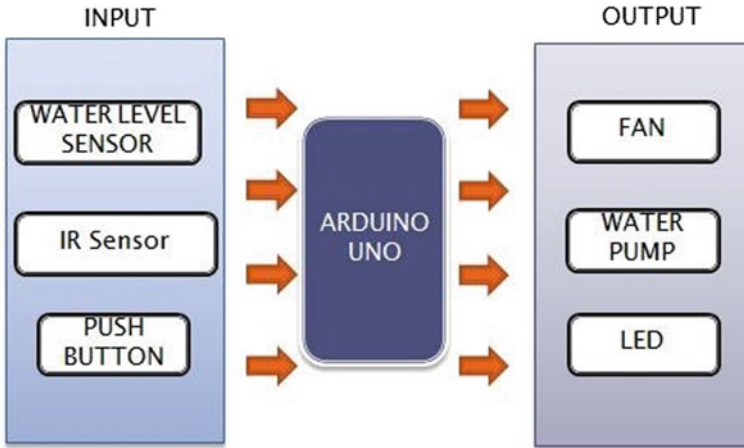 INPUT
OUTPUT
WATER LEVEL
SENSOR
IR Sensor
PUSH
BUTTON
ARDUINO
UNO
FAN
WATER
PUMP
LED